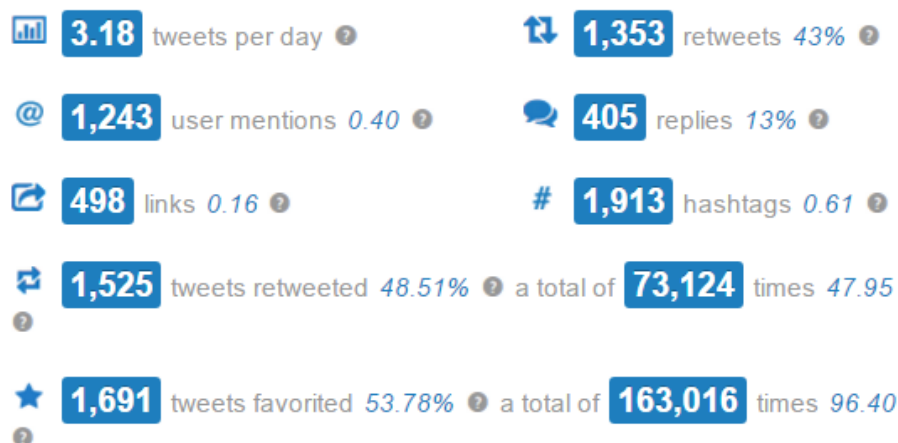 3.18 tweets per day
1,353 retweets 43%
@ 1,243 user mentions 0.40
405 replies 13%
498 links 0.16
# 1,913 hashtags 0.61
1,525 tweets retweeted 48.51% ? a total of 73,124 times 47.95
?
1,691 tweets favorited 53.78% ? a total of 163,016 times 96.40
?